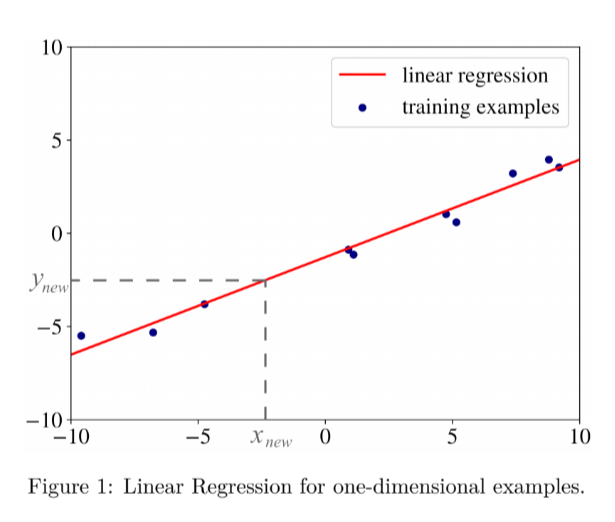 10
linear regression
training examples
5
0
y_new
−5
−10
−10 −5 x_new 0 5 10
Figure 1: Linear Regression for one-dimensional examples.